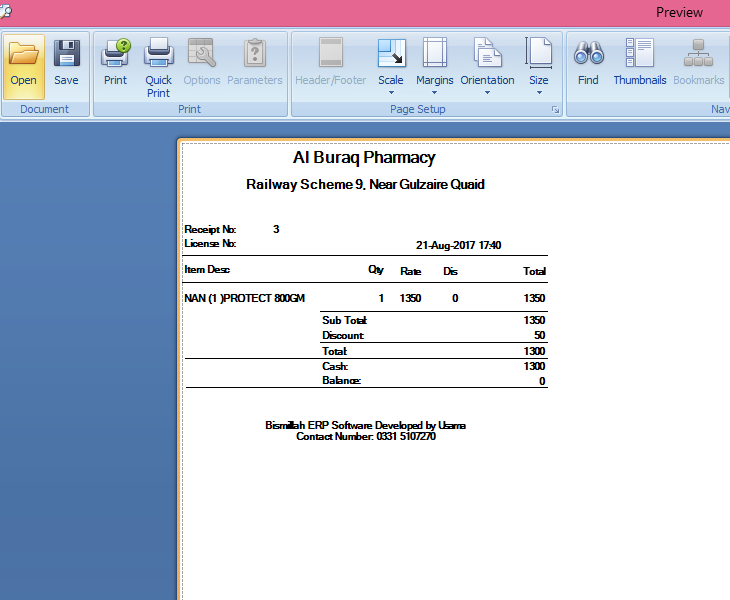 Preview
Open
Save
Print
Quick
Print
Options
Parameters
Header/Footer
Scale
Margins
Orientation
Size
Find
Thumbnails
Bookmarks
Document
Print
Page Setup
Nav
Al Buraq Pharmacy
Railway Scheme 9, Near Gulzaire Quaid
Receipt No: 3
License No:
21-Aug-2017 17:40
Item Desc Qty Rate Dis Total
NAN (1 )PROTECT 800GM 1 1350 0 1350
Sub Total: 1350
Discount: 50
Total: 1300
Cash: 1300
Balance: 0
Bismillah ERP Software Developed by Usama
Contact Number: 0331 5107270